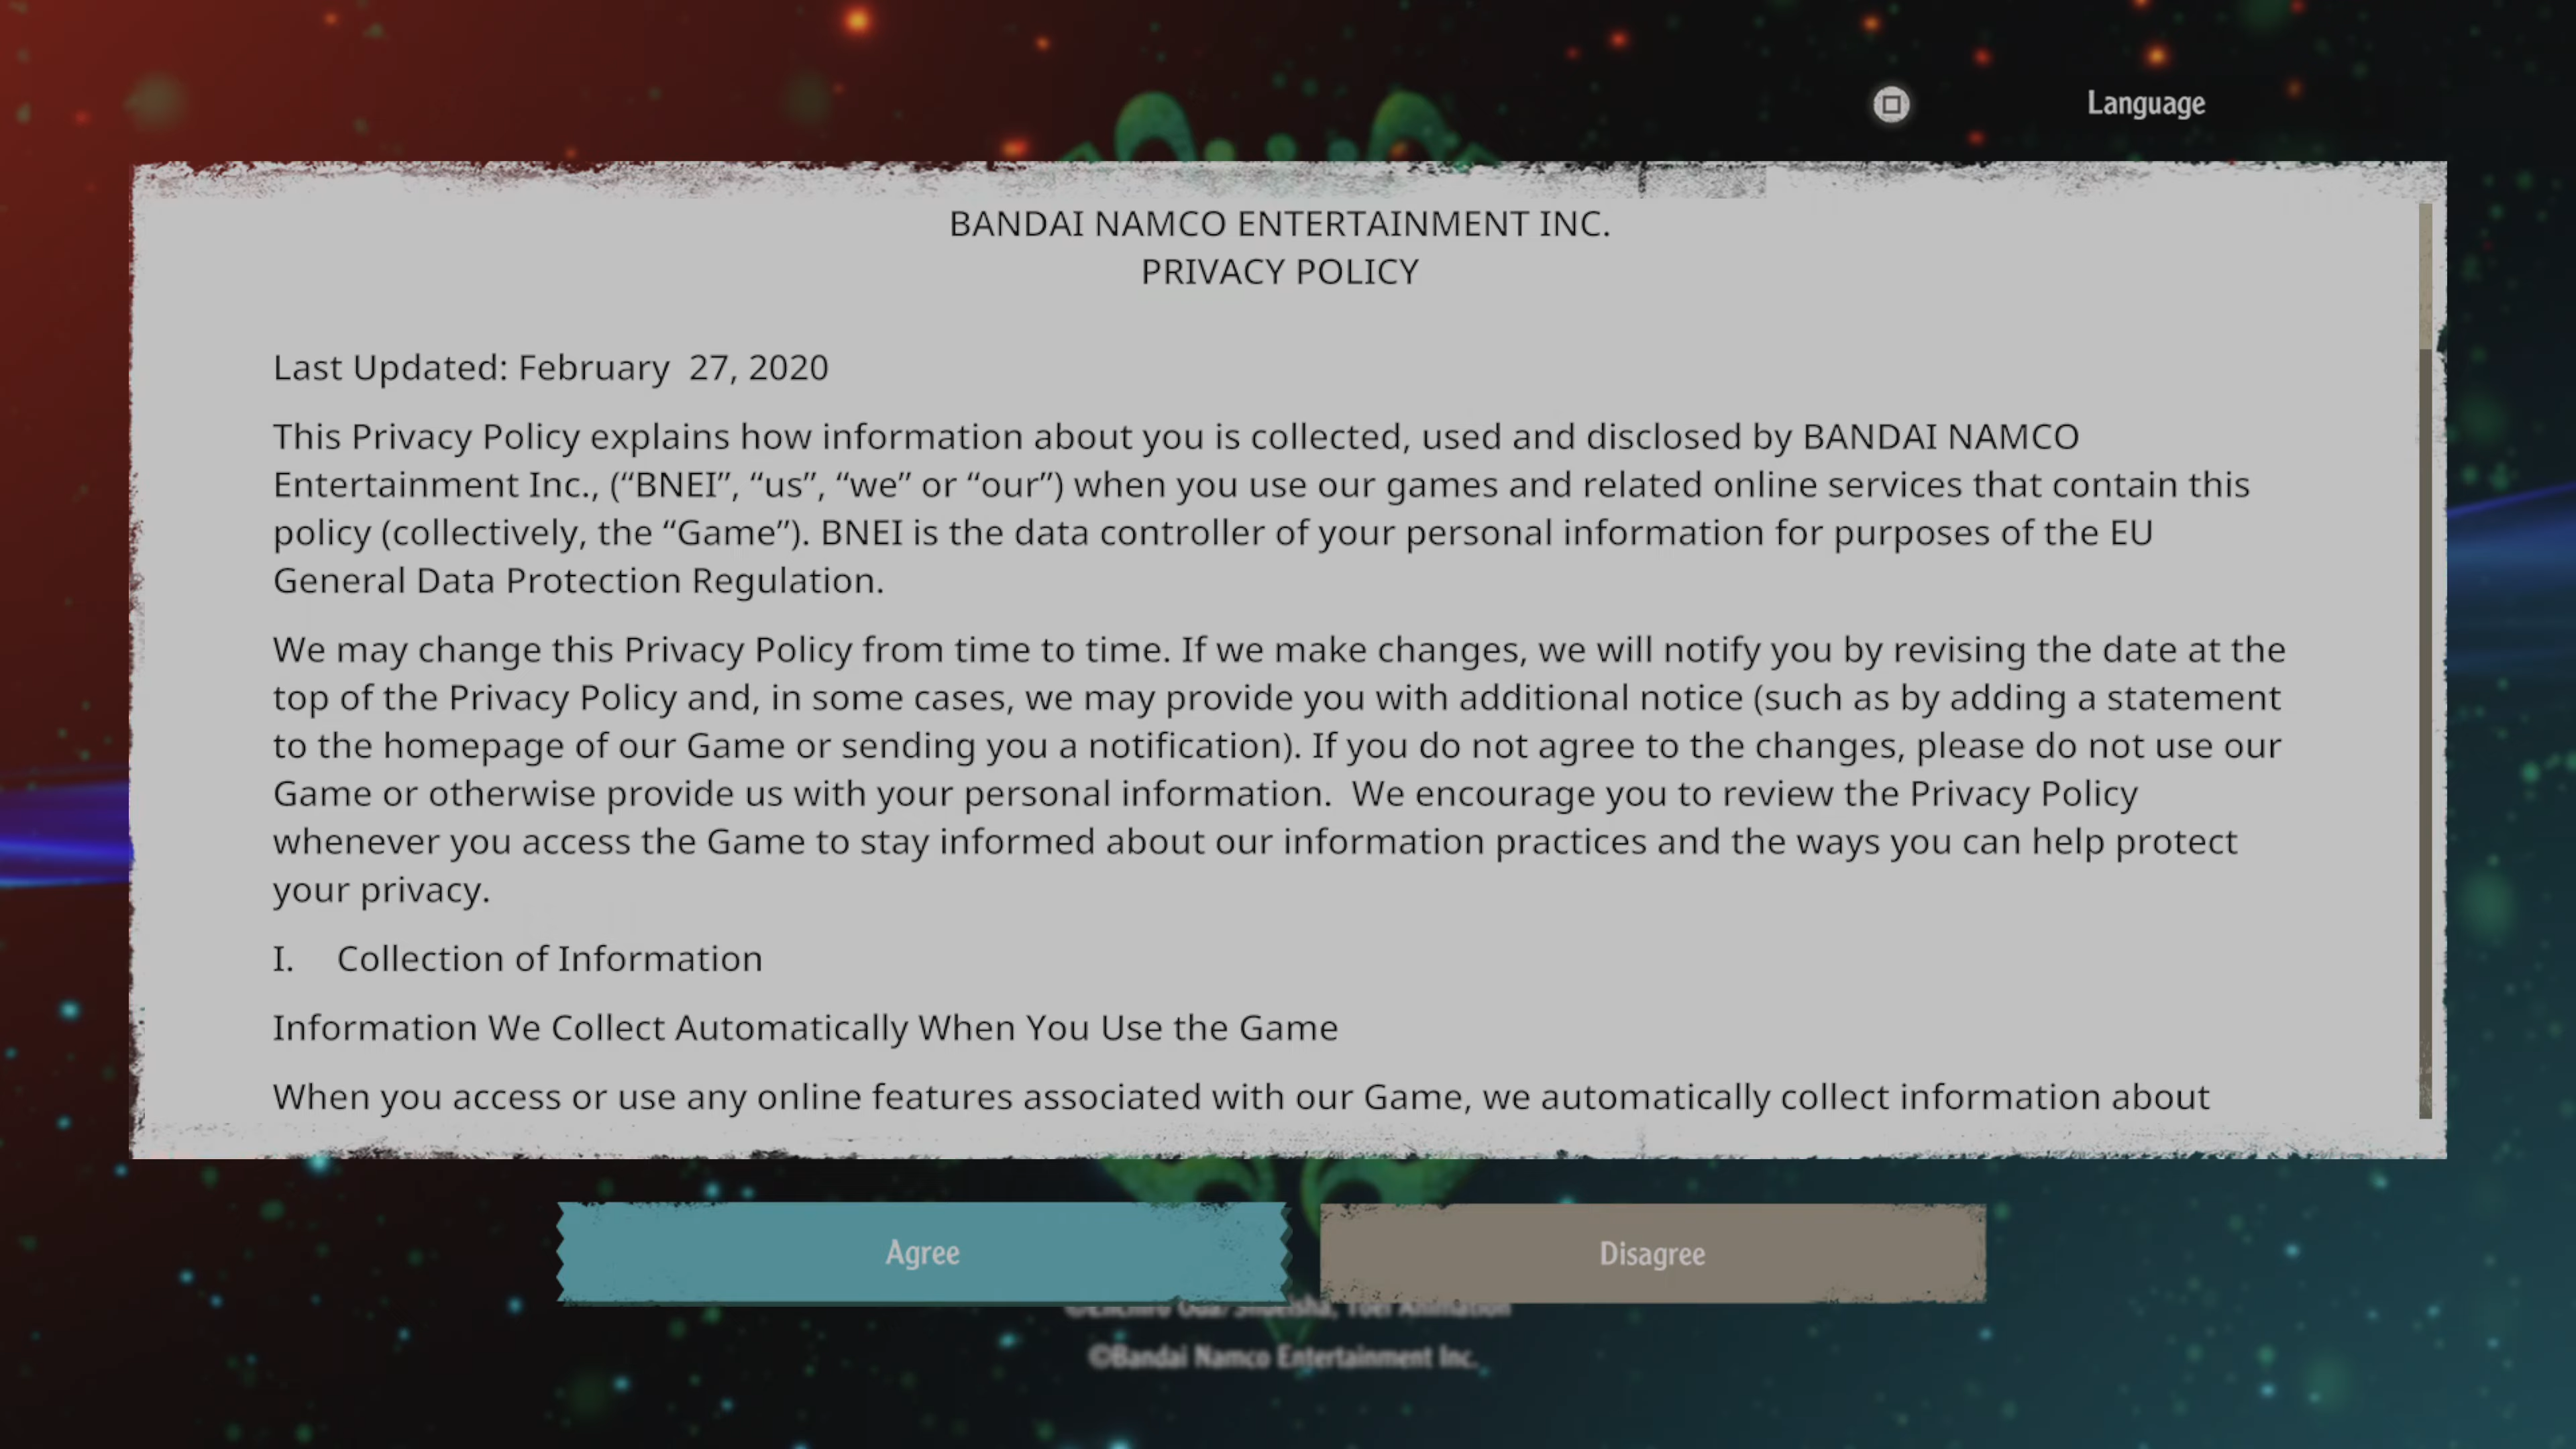 Language
BANDAI NAMCO ENTERTAINMENT INC.
PRIVACY POLICY
Last Updated: February  27, 2020
This Privacy Policy explains how information about you is collected, used and disclosed by BANDAI NAMCO
Entertainment Inc., (“BNEI”, “us”, “we” or “our”) when you use our games and related online services that contain this
policy (collectively, the “Game”). BNEI is the data controller of your personal information for purposes of the EU
General Data Protection Regulation.
We may change this Privacy Policy from time to time. If we make changes, we will notify you by revising the date at the
top of the Privacy Policy and, in some cases, we may provide you with additional notice (such as by adding a statement
to the homepage of our Game or sending you a notification). If you do not agree to the changes, please do not use our
Game or otherwise provide us with your personal information.  We encourage you to review the Privacy Policy
whenever you access the Game to stay informed about our information practices and the ways you can help protect
your privacy.
I. Collection of Information
Information We Collect Automatically When You Use the Game
When you access or use any online features associated with our Game, we automatically collect information about
Agree
Disagree
Animation
©Bandai Namco Entertainment Inc.